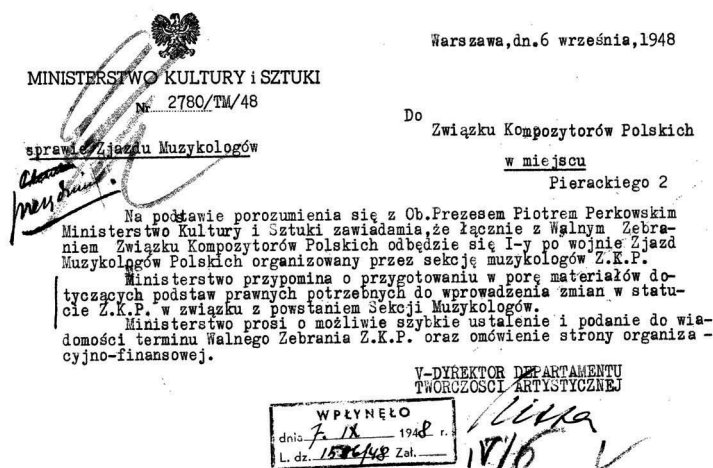 Warszawa,dn.6 września,1948
MINISTERSTWO KULTURY i SZTUKI
Nr 2780/TM/48
sprawie Zjazdu Muzykologów
Do
Związku Kompozytorów Polskich
w miejscu
Pierackiego 2
Na podstawie porozumienia się z Ob.Prezesem Piotrem Perkowskim
Ministerstwo Kultury i Sztuki zawiadamia,że łącznie z Walnym Zebra-
niem Związku Kompozytorów Polskich odbędzie się I-y po wojnie Zjazd
Muzykologów Polskich organizowany przez sekcję muzykologów Z.K.P.
Ministerstwo przypomina o przygotowaniu w porę materiałów do-
tyczących podstaw prawnych potrzebnych do wprowadzenia zmian w statu-
cie Z.K.P. w związku z powstaniem Sekcji Muzykologów.
Ministerstwo prosi o możliwie szybkie ustalenie i podanie do wia-
domości terminu Walnego Zebrania Z.K.P. oraz omówienie strony organiza -
cyjno-finansowej.
V-DYREKTOR DEPARTAMENTU
TWÓRCZOŚCI ARTYSTYCZNEJ
WPŁYNĘŁO
dnia 7. IX 1948 r.
L. dz. 1586/48 Zał.